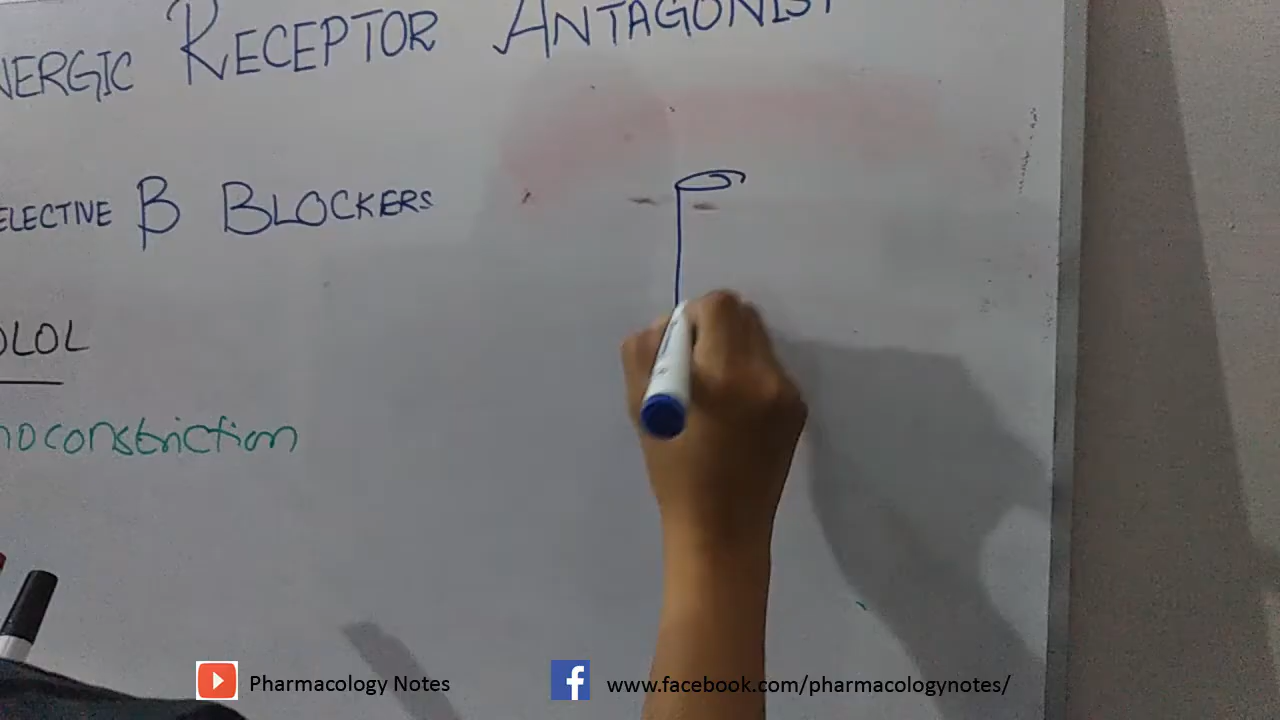 NERGIC RECEPTOR ANTAGONIST
ELECTIVE β BLOCKERS
OLOL
noconstriction
Pharmacology Notes
www.facebook.com/pharmacologynotes/